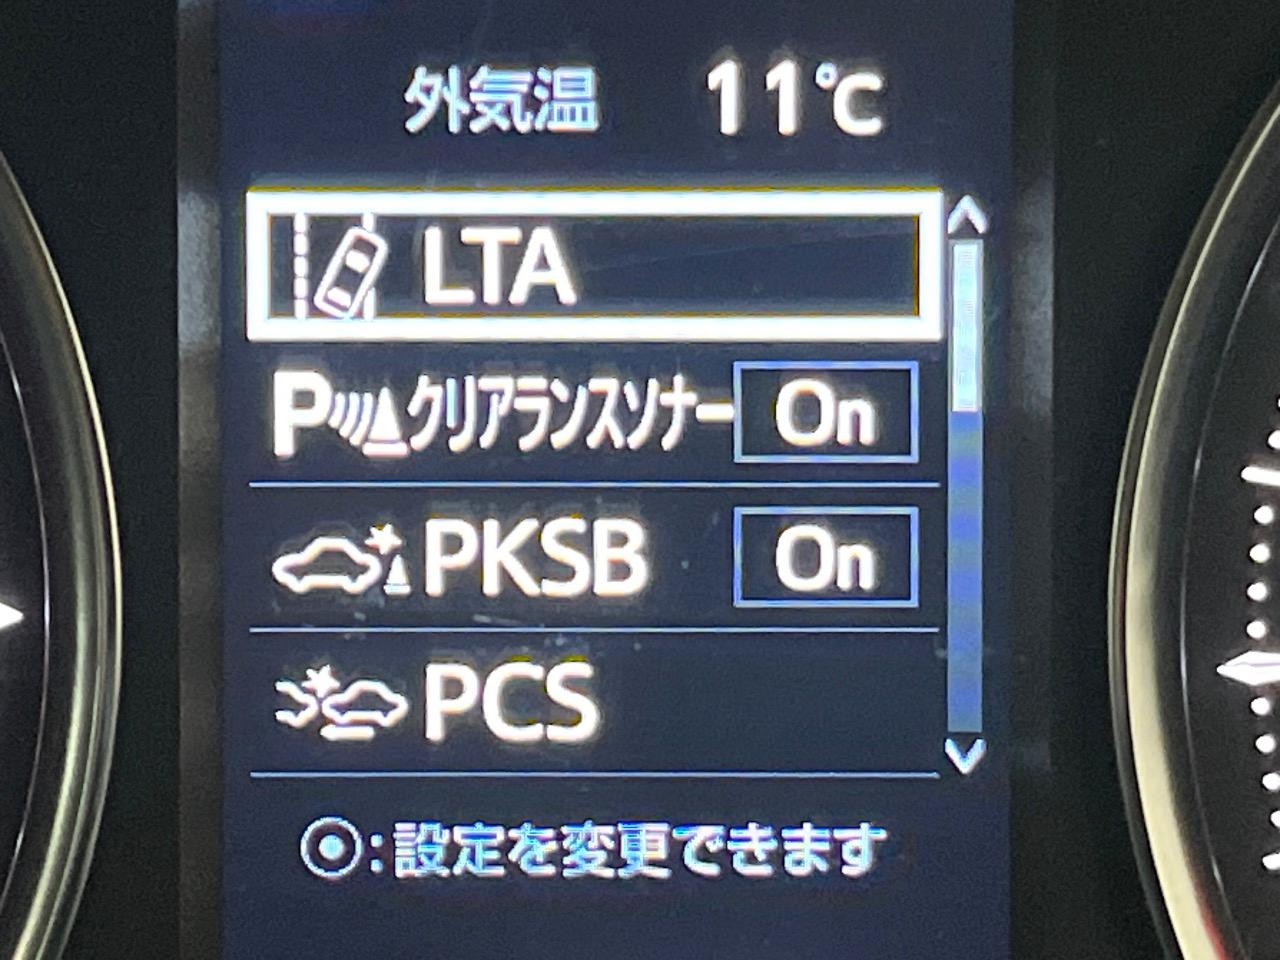 外気温 11℃
LTA
P クリアランスソナー On
PKSB On
PCS
◎:設定を変更できます